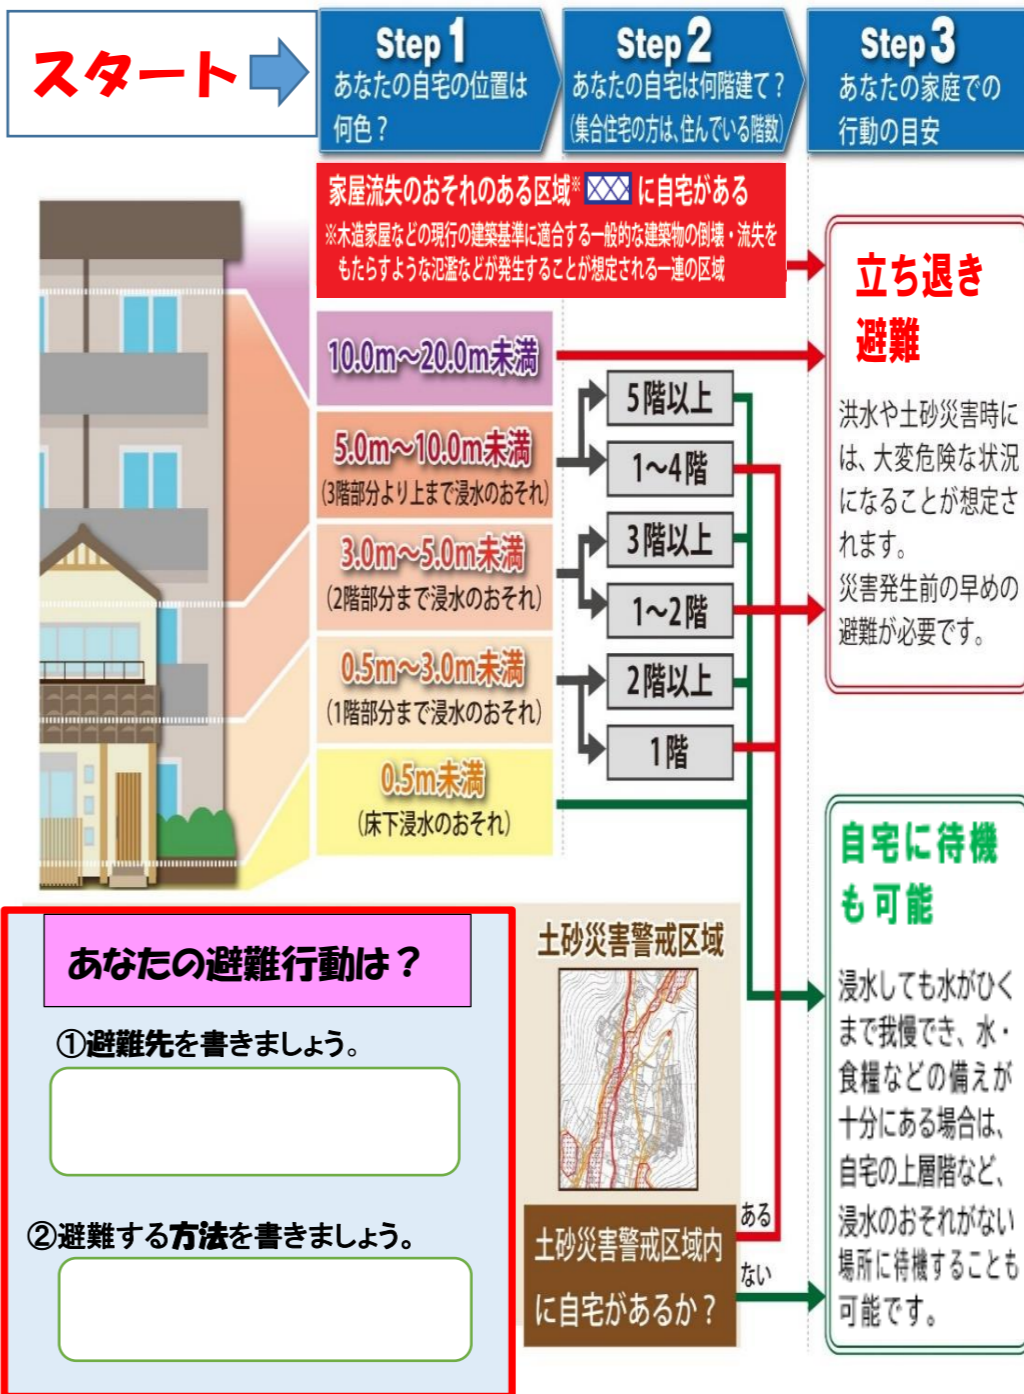 スタート
Step 1
あなたの自宅の位置は
何色？
Step 2
あなたの自宅は何階建て？
(集合住宅の方は、住んでいる階数)
Step 3
あなたの家庭での
行動の目安
家屋流失のおそれのある区域※ に自宅がある
※木造家屋などの現行の建築基準に適合する一般的な建築物の倒壊・流失を
もたらすような氾濫などが発生することが想定される一連の区域
10.0m〜20.0m未満
5.0m〜10.0m未満
(3階部分より上まで浸水のおそれ)
3.0m〜5.0m未満
(2階部分まで浸水のおそれ)
0.5m〜3.0m未満
(1階部分まで浸水のおそれ)
0.5m未満
(床下浸水のおそれ)
5階以上
1〜4階
3階以上
1〜2階
2階以上
1階
立ち退き
避難
洪水や土砂災害時に
は、大変危険な状況
になることが想定さ
れます。
災害発生前の早めの
避難が必要です。
自宅に待機
も可能
浸水しても水がひく
まで我慢でき、水・
食糧などの備えが
十分にある場合は、
自宅の上層階など、
浸水のおそれがない
場所に待機することも
可能です。
土砂災害警戒区域
土砂災害警戒区域内
に自宅があるか？
ある
ない
あなたの避難行動は？
①避難先を書きましょう。
②避難する方法を書きましょう。